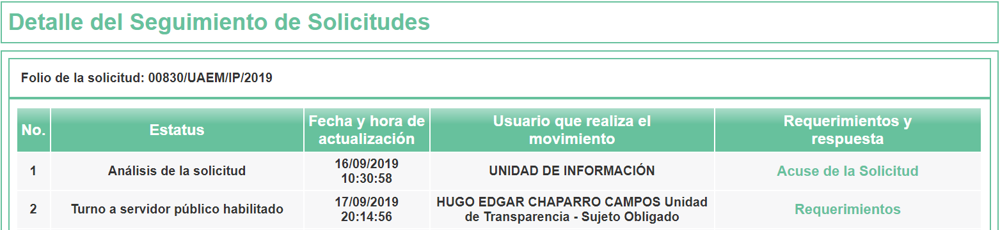 Detalle del Seguimiento de Solicitudes
Folio de la solicitud: 00830/UAEM/IP/2019
No. Estatus Fecha y hora de actualización Usuario que realiza el movimiento Requerimientos y respuesta
1 Análisis de la solicitud 16/09/2019 10:30:58 UNIDAD DE INFORMACIÓN Acuse de la Solicitud
2 Turno a servidor público habilitado 17/09/2019 20:14:56 HUGO EDGAR CHAPARRO CAMPOS Unidad de Transparencia - Sujeto Obligado Requerimientos